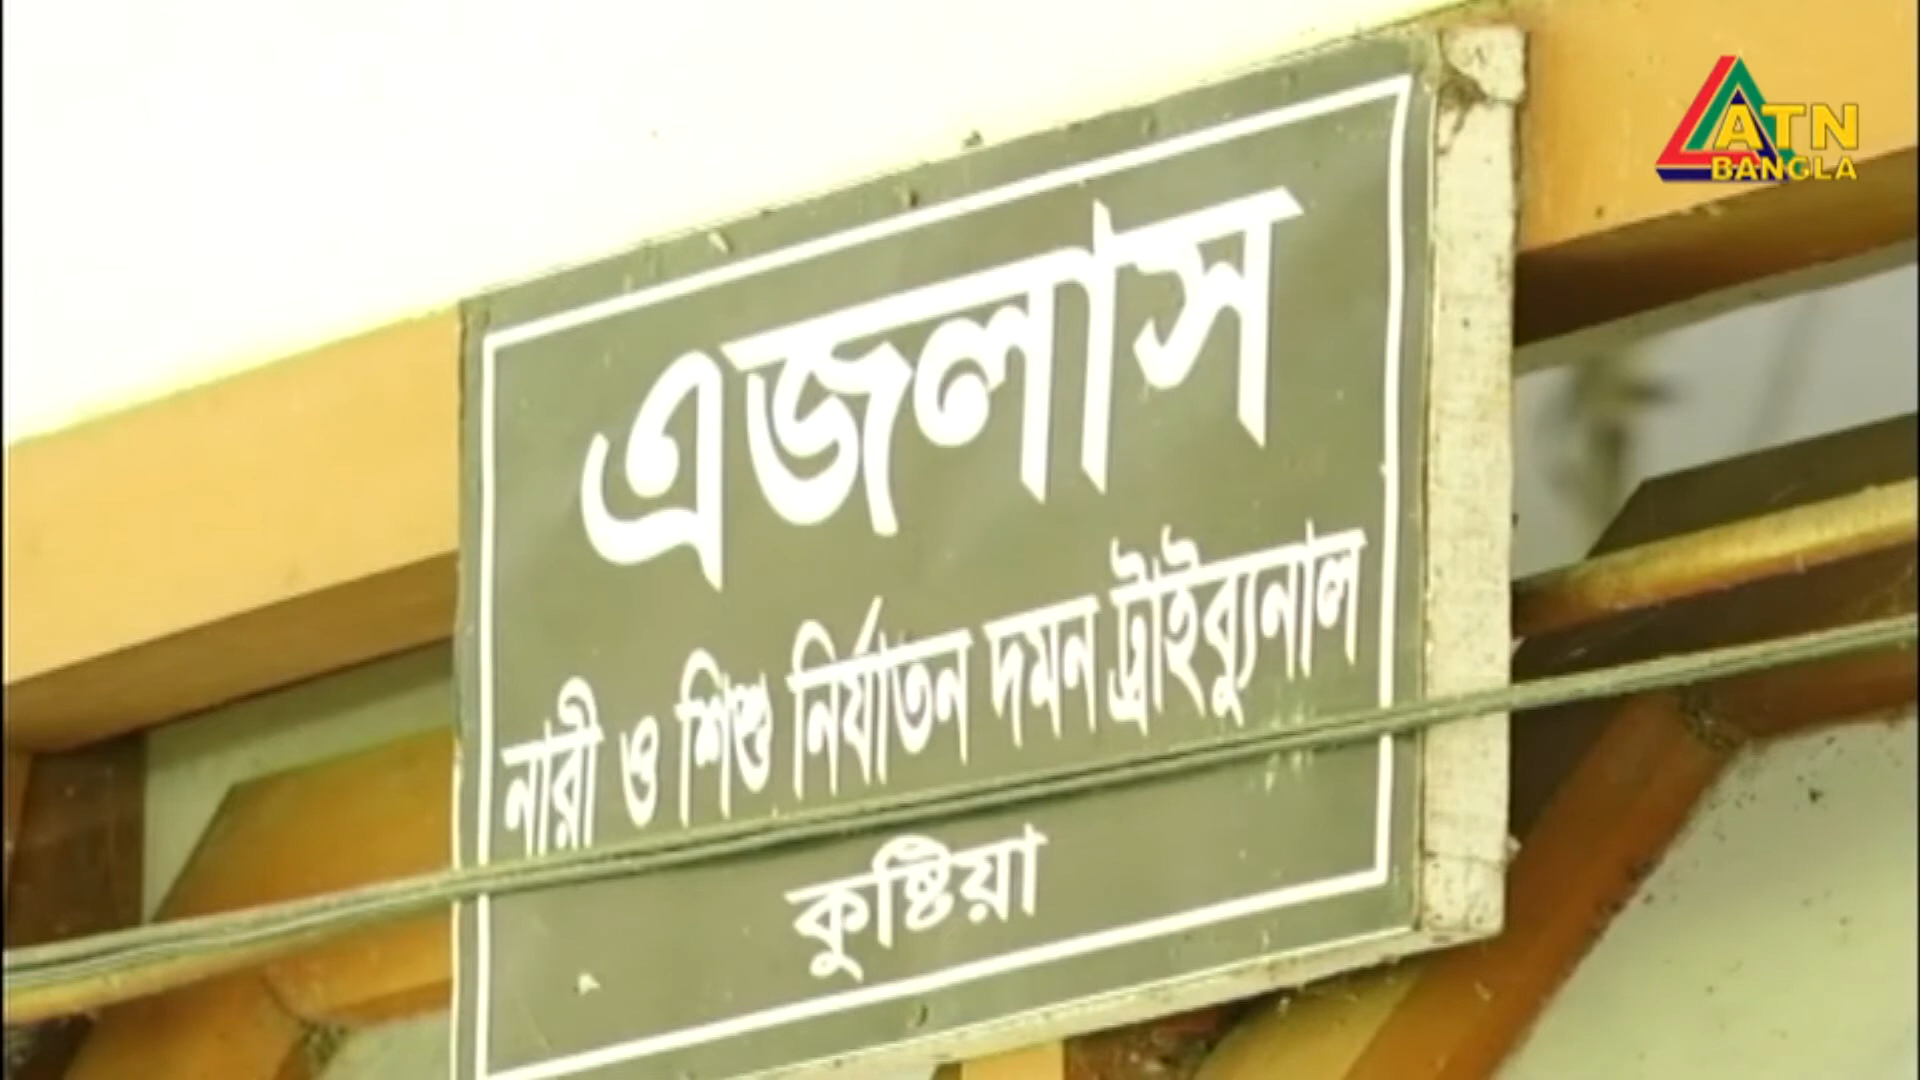 ATN
BANGLA
এজলাস
নারী ও শিশু নির্যাতন দমন ট্রাইব্যুনাল
কুষ্টিয়া